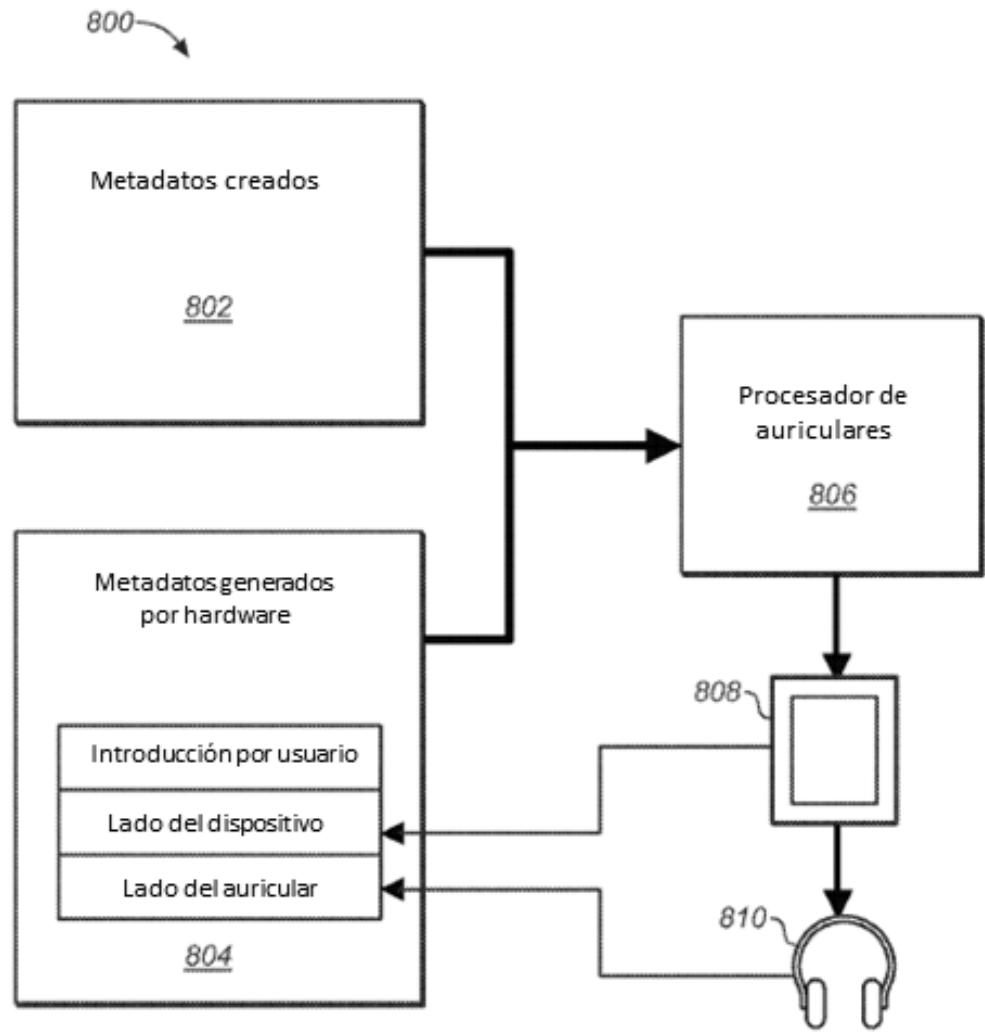 800
Metadatos creados
802
Procesador de
auriculares
806
Metadatos generados
por hardware
808
Introducción por usuario
Lado del dispositivo
Lado del auricular
810
804